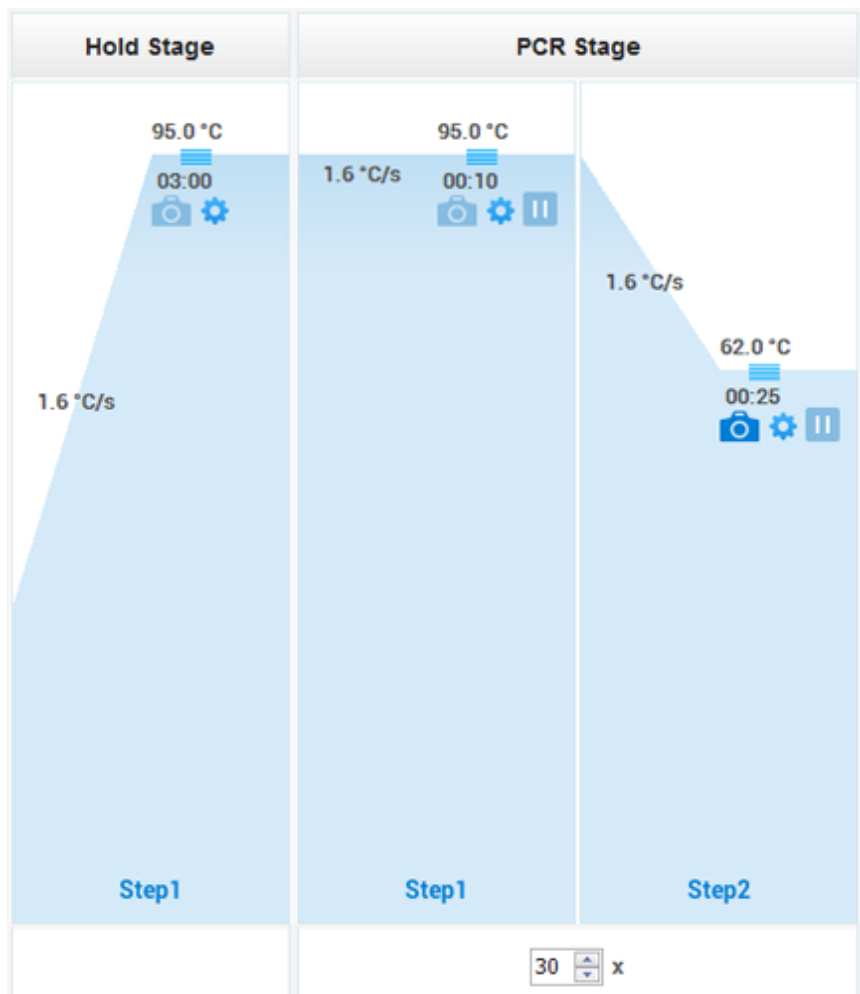 Hold Stage
PCR Stage
95.0 °C
03:00
1.6 °C/s
Step1
95.0 °C
1.6 °C/s
00:10
Step1
1.6 °C/s
62.0 °C
00:25
Step2
30 x